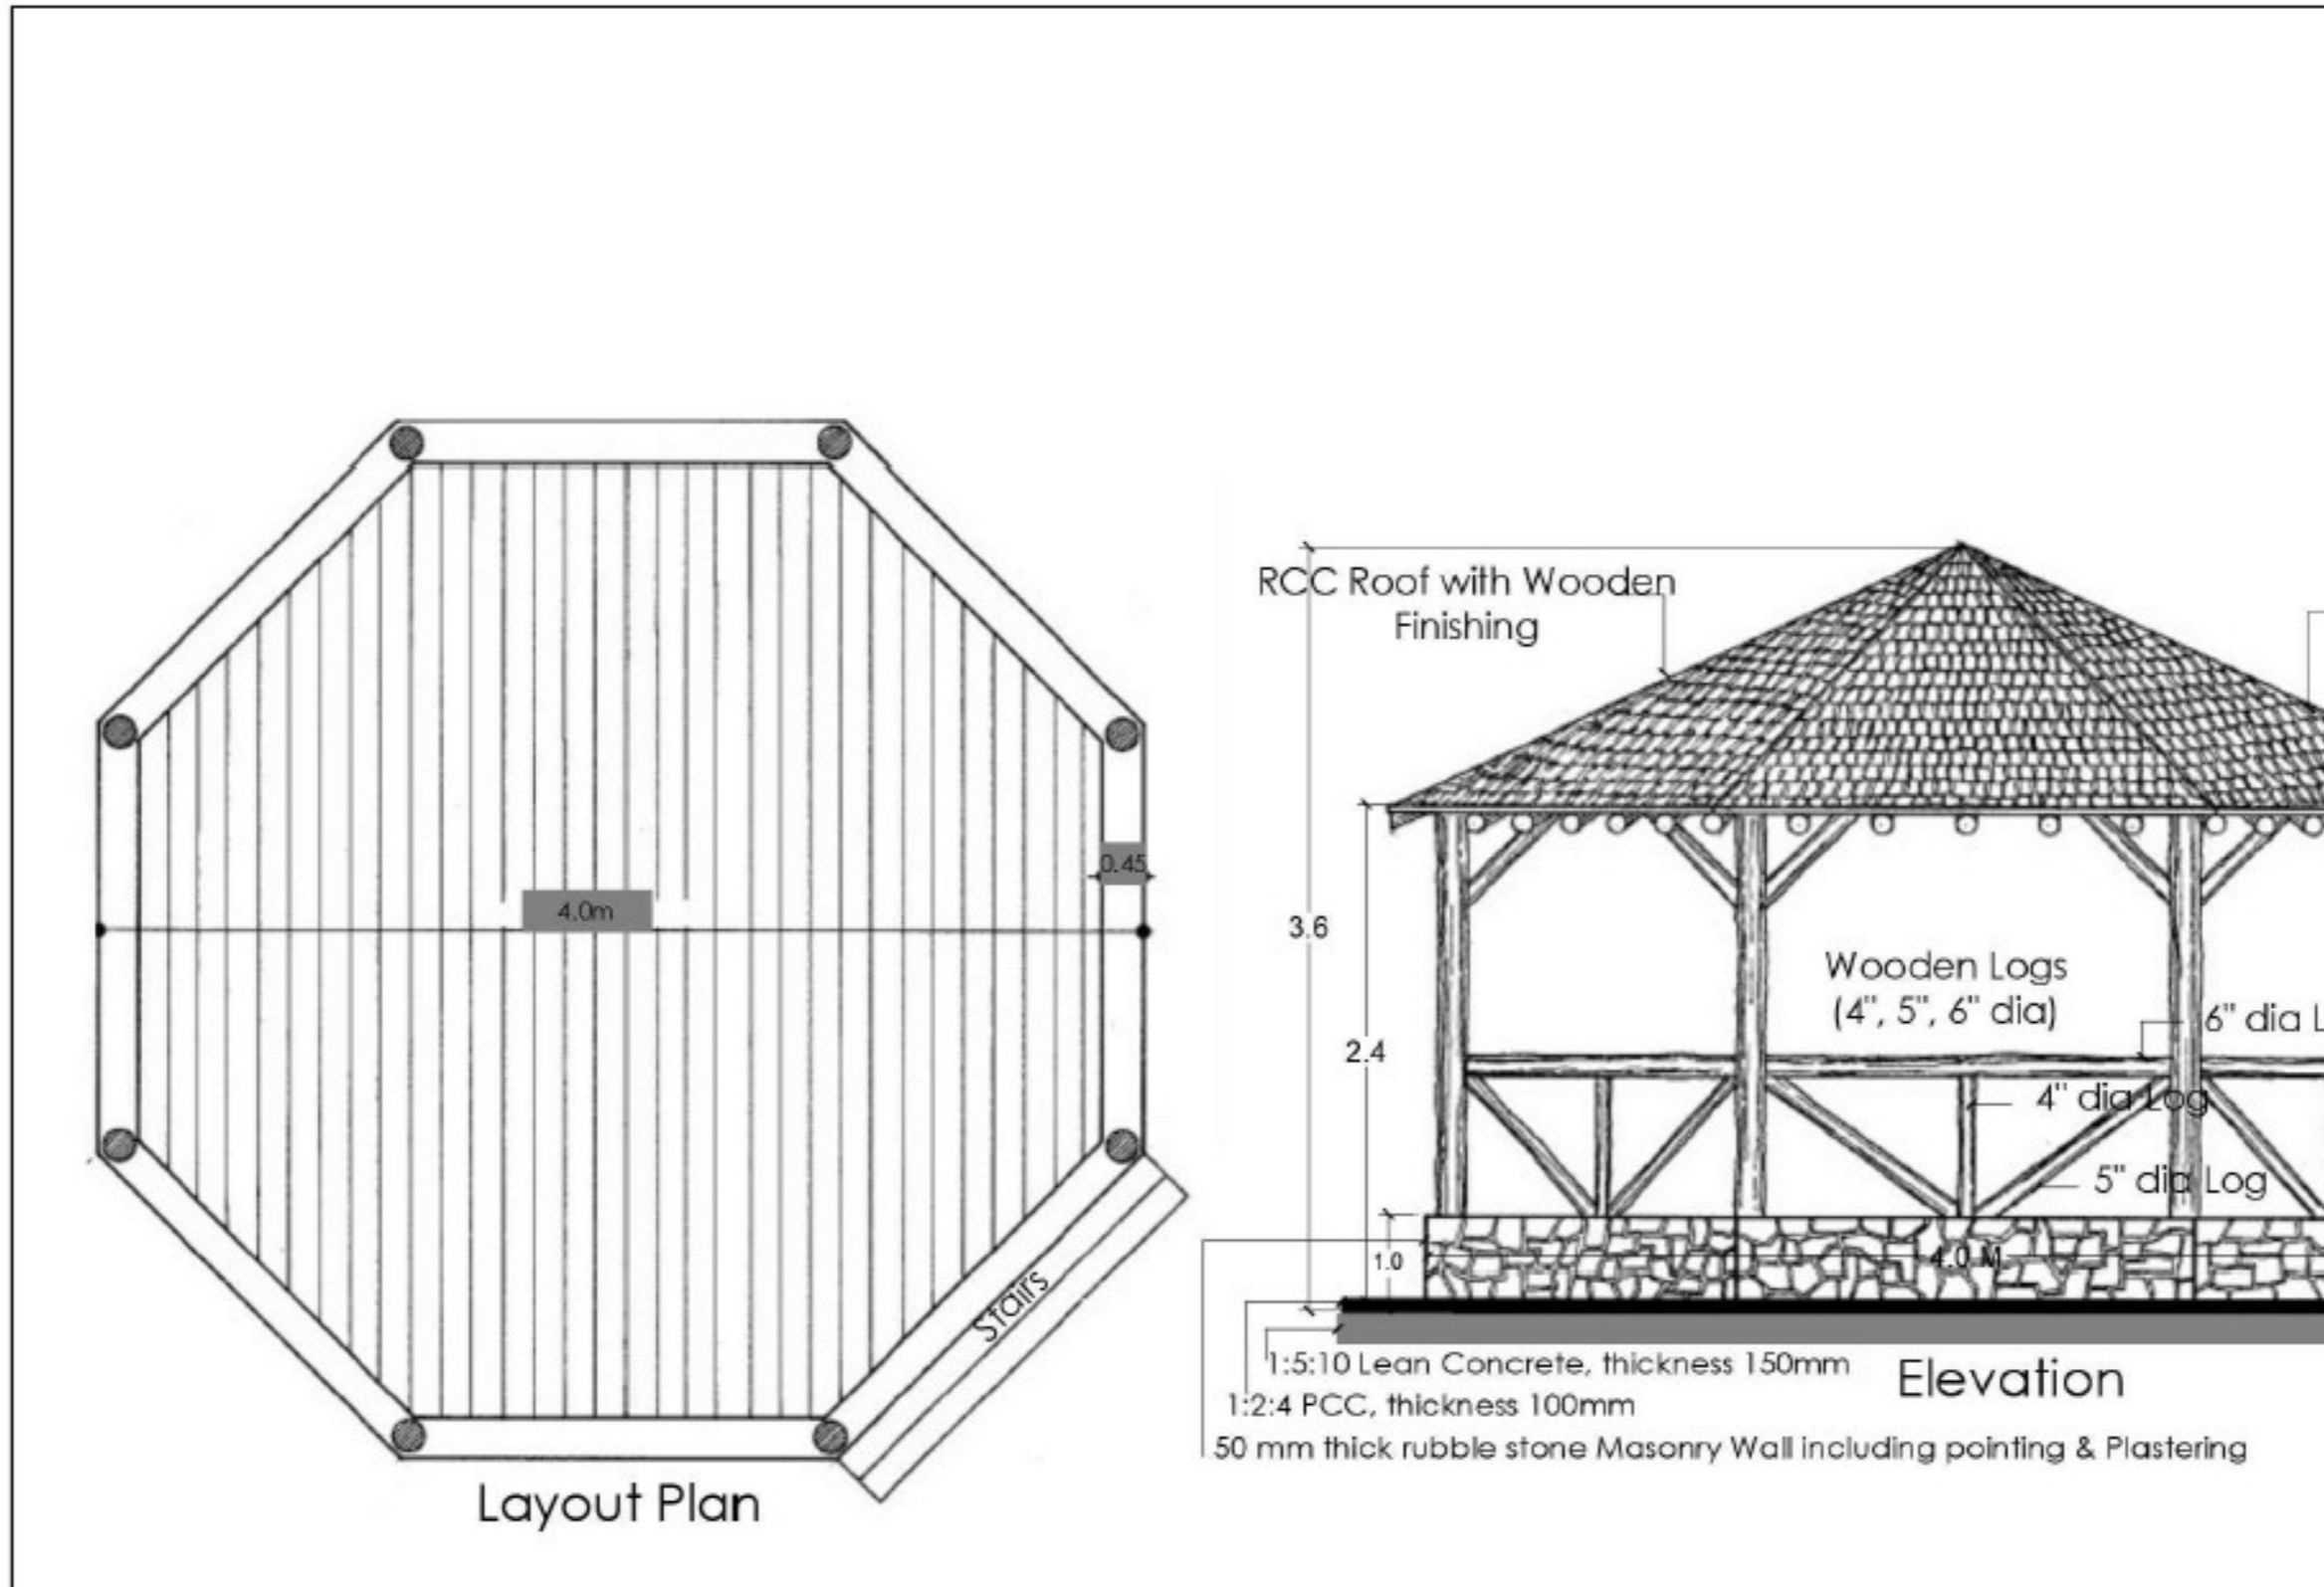 4.0m
0.45
Stairs
Layout Plan
RCC Roof with Wooden
Finishing
3.6
2.4
1.0
Wooden Logs
(4", 5", 6" dia)
6" dia L
4" dia Log
5" dia Log
4.0 M
1:5:10 Lean Concrete, thickness 150mm
Elevation
1:2:4 PCC, thickness 100mm
50 mm thick rubble stone Masonry Wall including pointing & Plastering